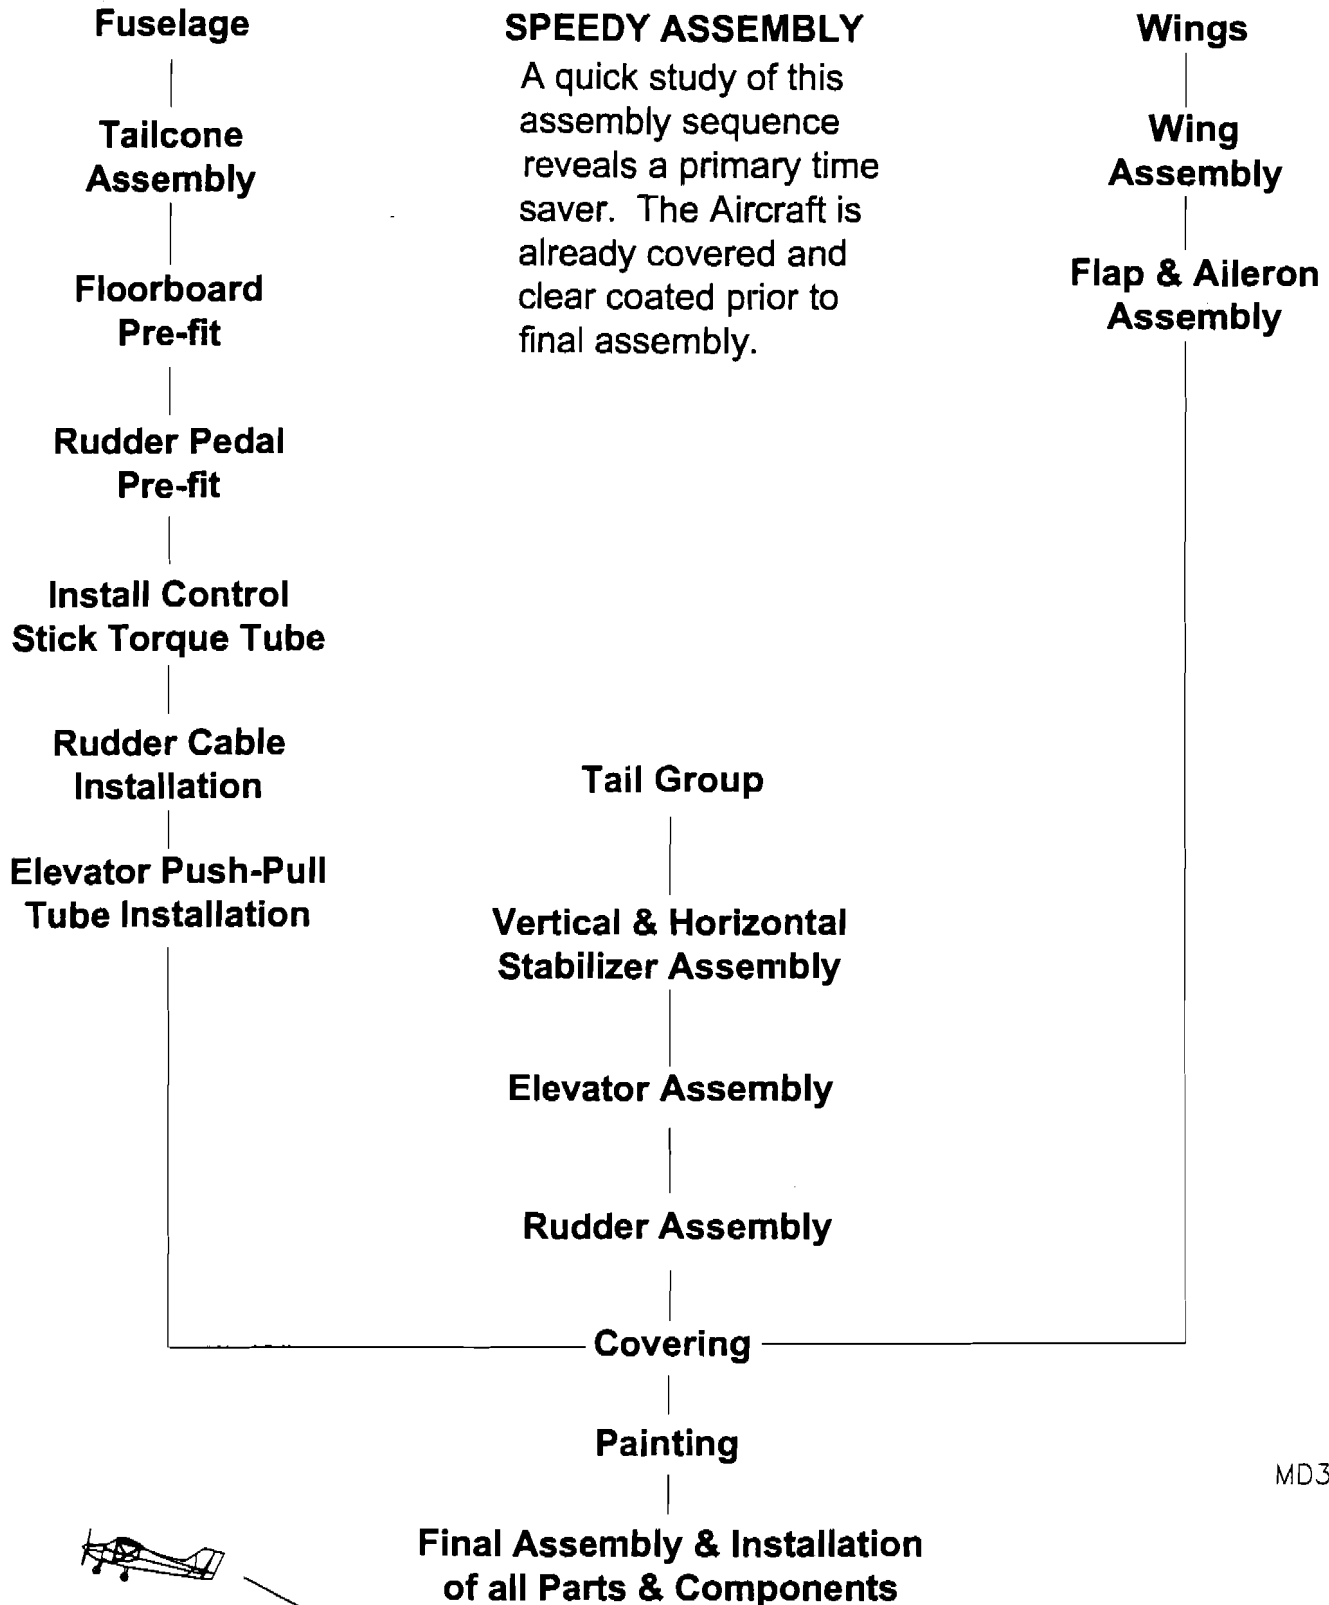 Fuselage
Tailcone
Assembly
Floorboard
Pre-fit
Rudder Pedal
Pre-fit
Install Control
Stick Torque Tube
Rudder Cable
Installation
Elevator Push-Pull
Tube Installation
SPEEDY ASSEMBLY
A quick study of this
assembly sequence
reveals a primary time
saver. The Aircraft is
already covered and
clear coated prior to
final assembly.
Wings
Wing
Assembly
Flap & Aileron
Assembly
Tail Group
Vertical & Horizontal
Stabilizer Assembly
Elevator Assembly
Rudder Assembly
Covering
Painting
Final Assembly & Installation
of all Parts & Components
MD3